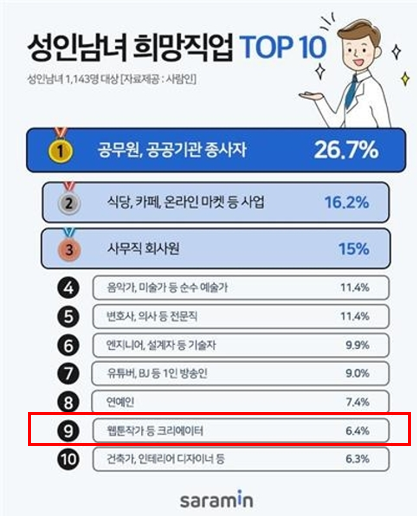 성인남녀 희망직업 TOP 10
성인남녀 1,143명 대상 [자료제공 : 사람인]
1 공무원, 공공기관 종사자 26.7%
2 식당, 카페, 온라인 마켓 등 사업 16.2%
3 사무직 회사원 15%
4 음악가, 미술가 등 순수 예술가 11.4%
5 변호사, 의사 등 전문직 11.4%
6 엔지니어, 설계자 등 기술자 9.9%
7 유튜버, BJ 등 1인 방송인 9.0%
8 연예인 7.4%
9 웹툰작가 등 크리에이터 6.4%
10 건축가, 인테리어 디자이너 등 6.3%
saramin